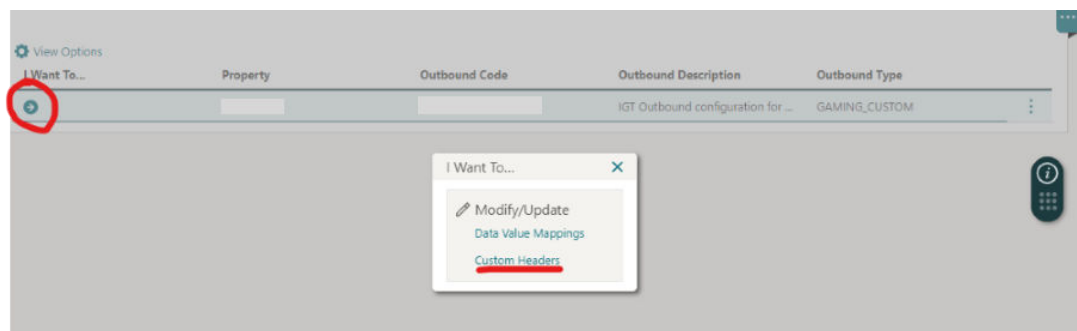 View Options
I Want To... Property Outbound Code Outbound Description Outbound Type
IGT Outbound configuration for ... GAMING_CUSTOM
I Want To...
Modify/Update
Data Value Mappings
Custom Headers